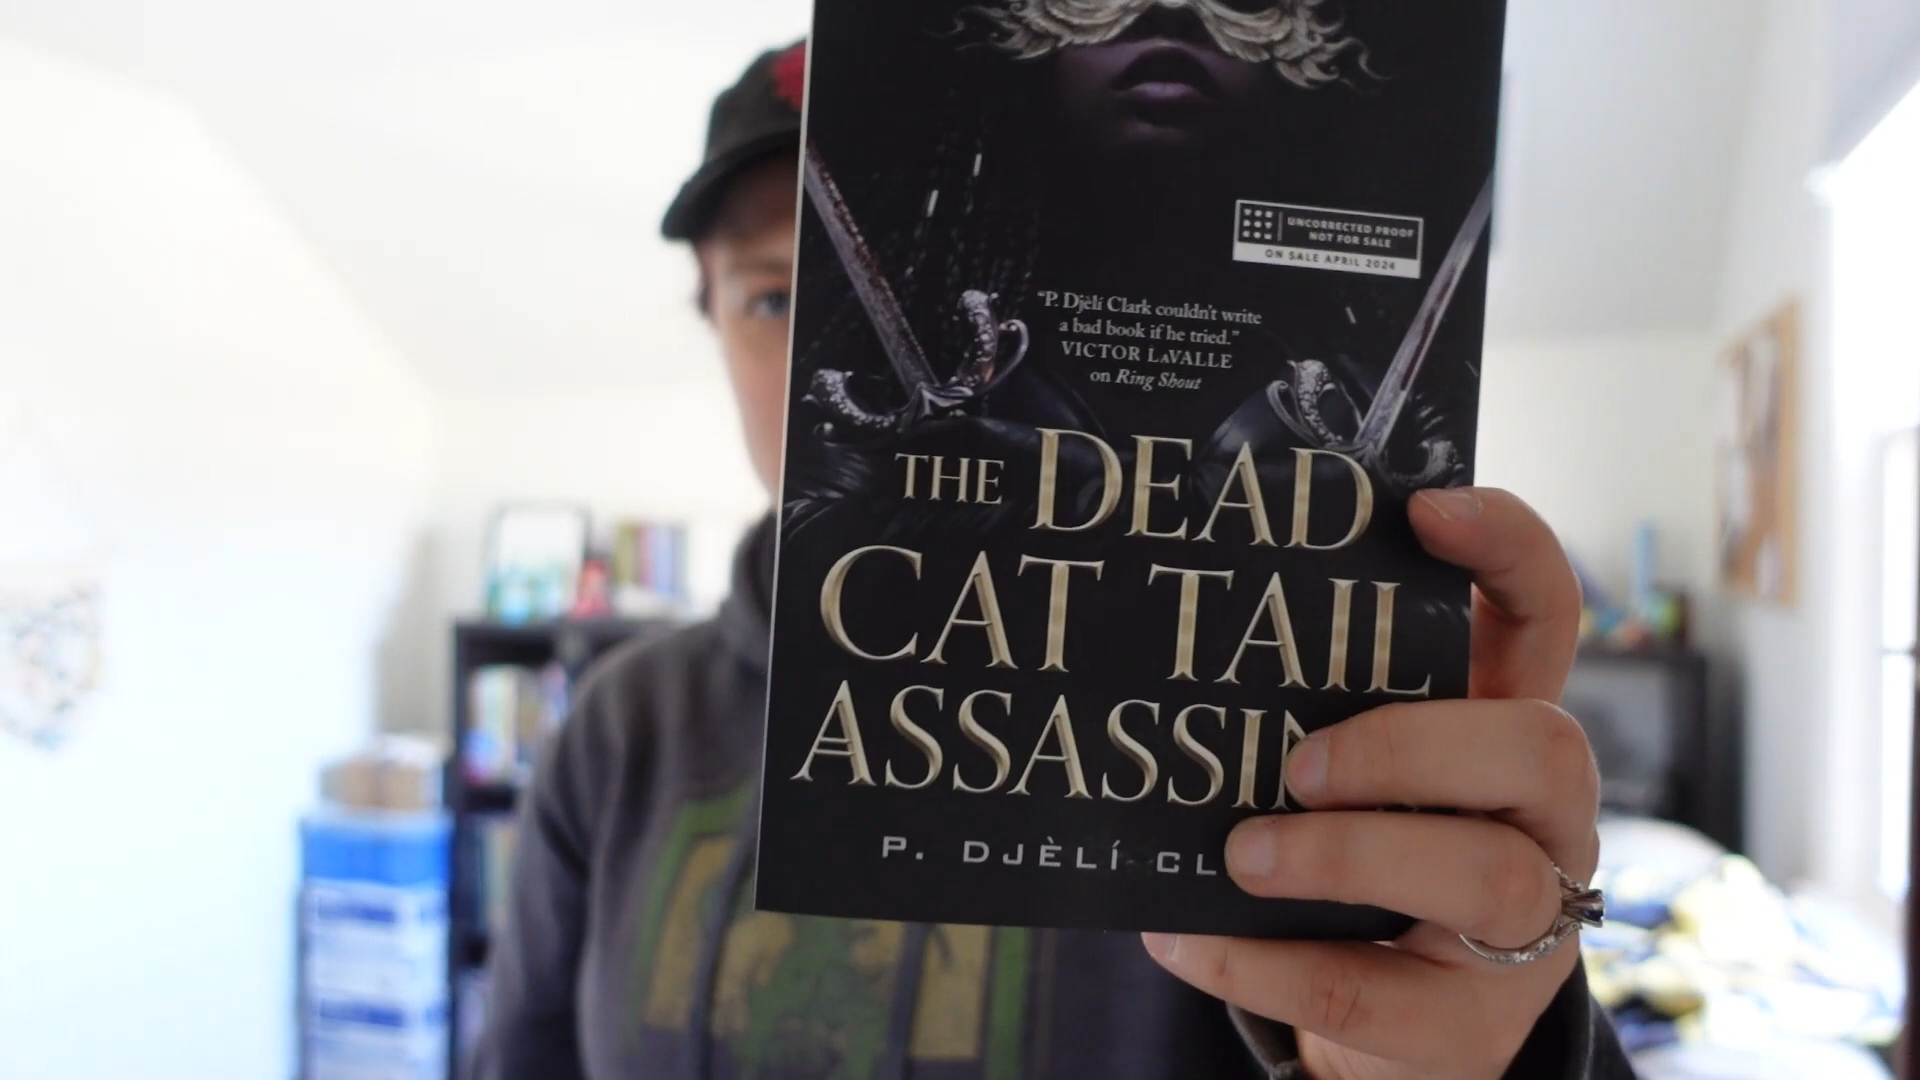 UNCORRECTED PROOF
NOT FOR SALE
ON SALE APRIL 2024
“P. Djèlí Clark couldn’t write
a bad book if he tried.”
VICTOR LaVALLE
on Ring Shout
THE DEAD
CAT TAIL
ASSASSIN
P. DJÈLÍ CL